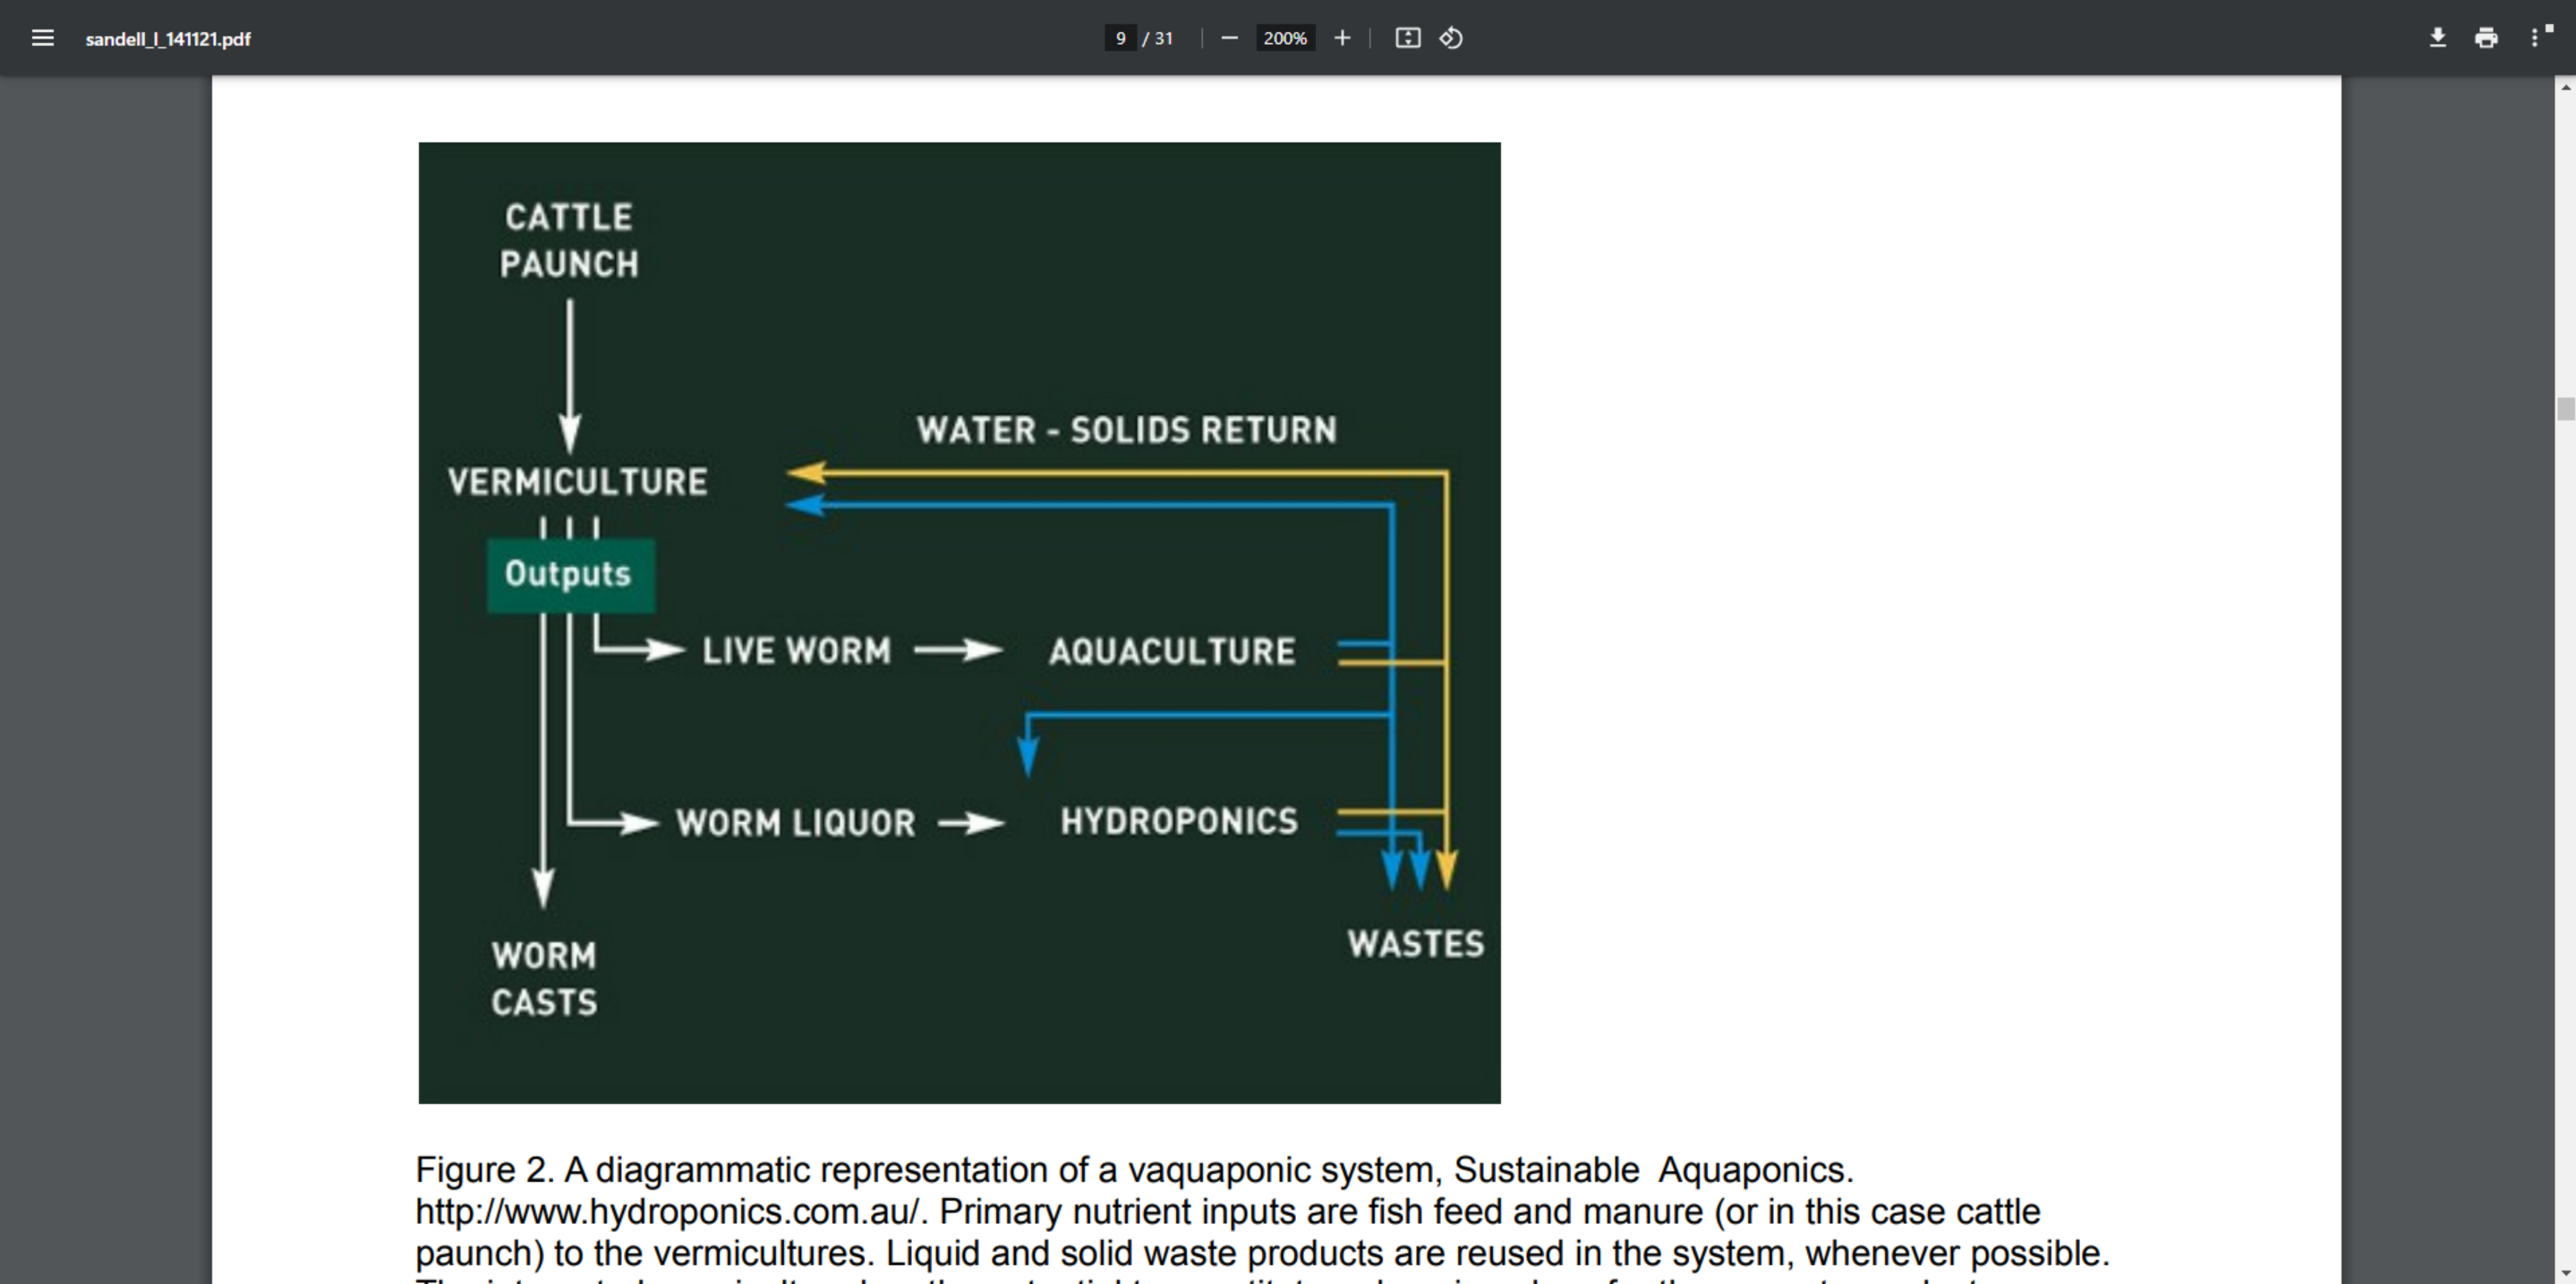 sandell_l_141121.pdf
9 / 31
200%
CATTLE
PAUNCH
WATER - SOLIDS RETURN
VERMICULTURE
Outputs
LIVE WORM
AQUACULTURE
WORM LIQUOR
HYDROPONICS
WORM
CASTS
WASTES
Figure 2. A diagrammatic representation of a vaquaponic system, Sustainable  Aquaponics.
http://www.hydroponics.com.au/. Primary nutrient inputs are fish feed and manure (or in this case cattle
paunch) to the vermicultures. Liquid and solid waste products are reused in the system, whenever possible.